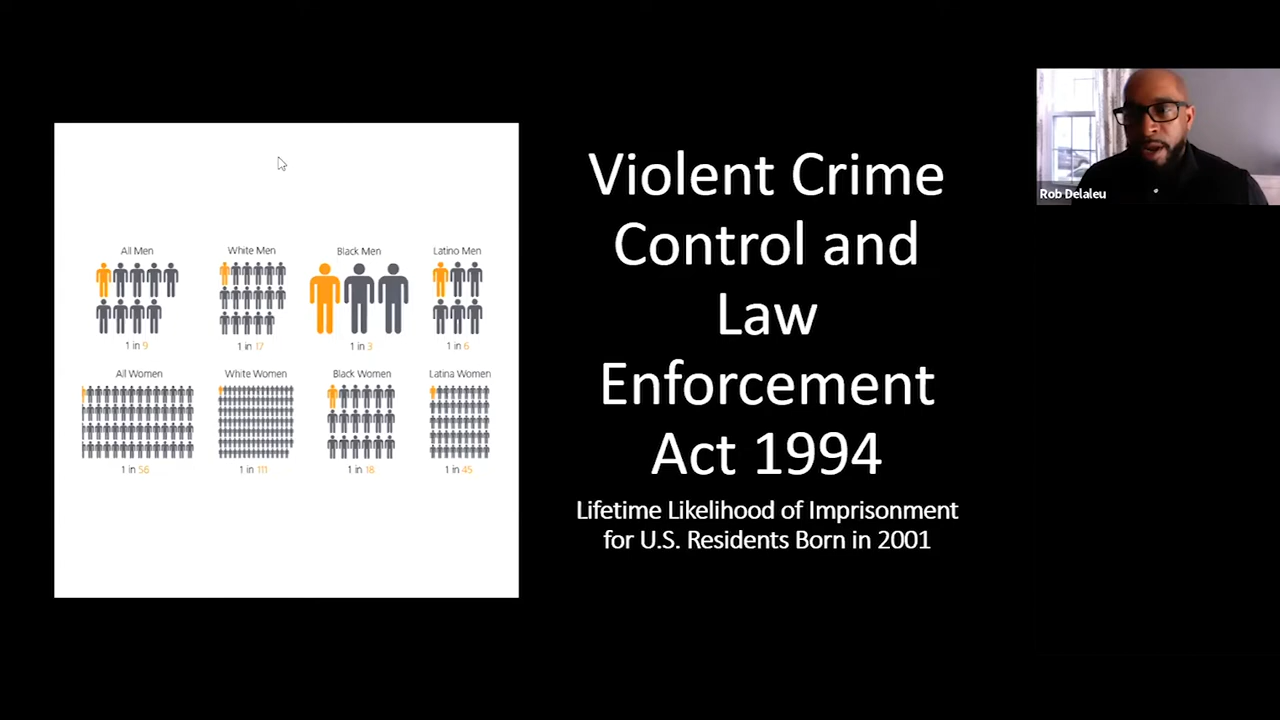 All Men
White Men
Black Men
Latino Men
1 in 9
1 in 17
1 in 3
1 in 6
All Women
White Women
Black Women
Latina Women
1 in 56
1 in 111
1 in 18
1 in 45
Violent Crime
Control and
Law
Enforcement
Act 1994
Lifetime Likelihood of Imprisonment
for U.S. Residents Born in 2001
Rob Delaleu